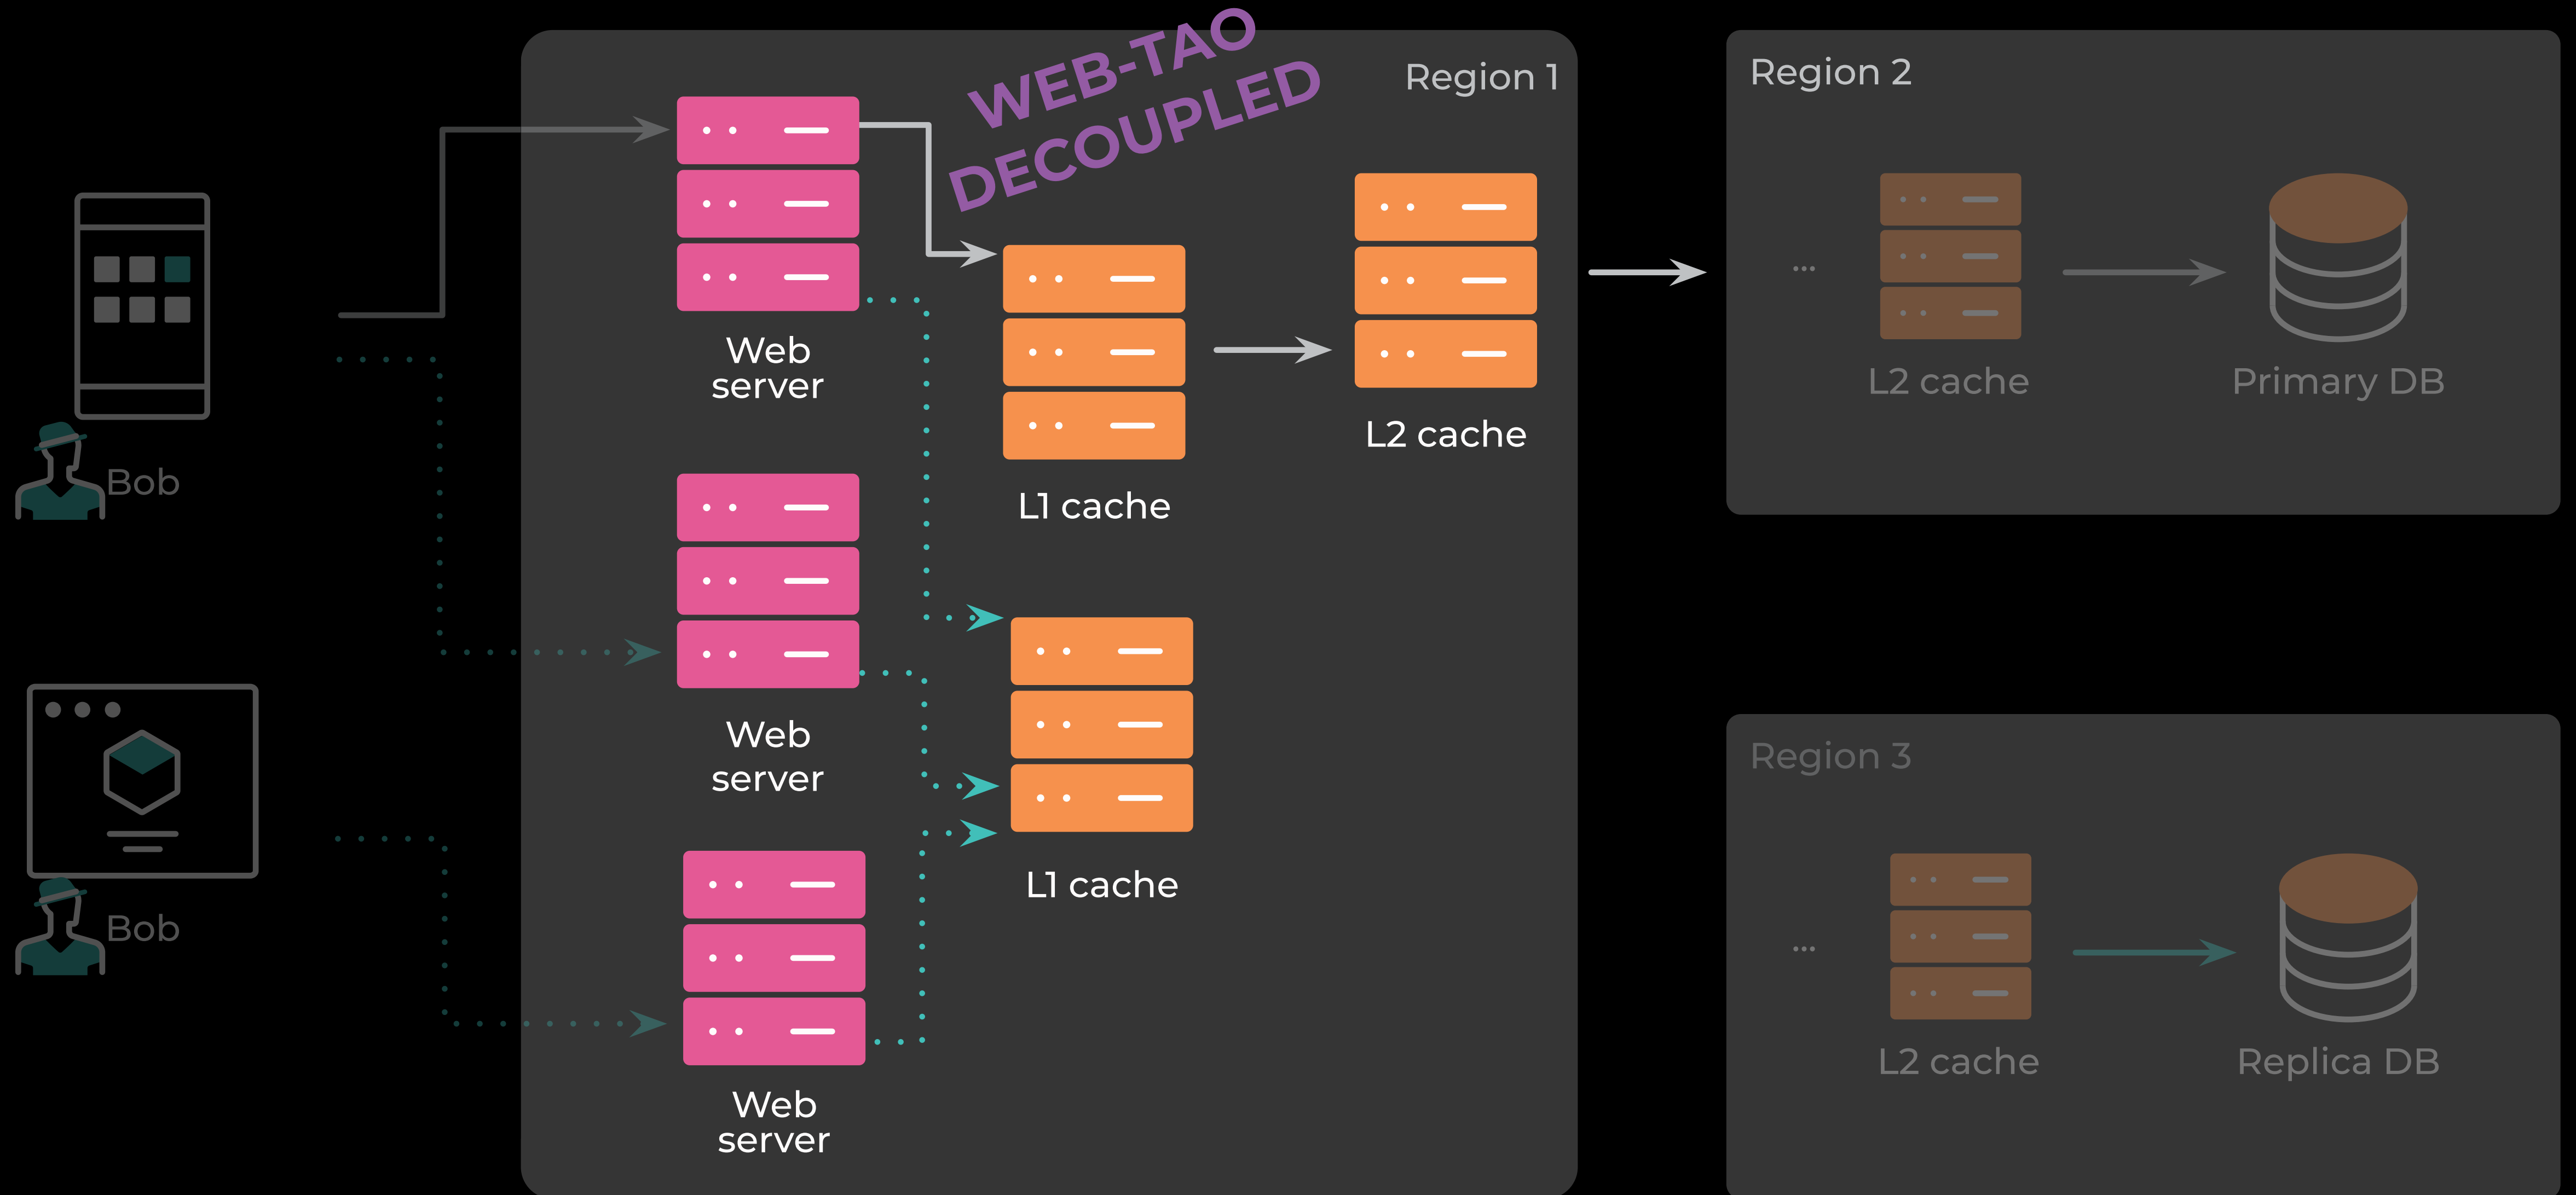 WEB-TAO
DECOUPLED
Region 1
Web
server
L1 cache
L2 cache
Bob
Web
server
L1 cache
Bob
Web
server
Region 2
...
L2 cache
Primary DB
Region 3
...
L2 cache
Replica DB